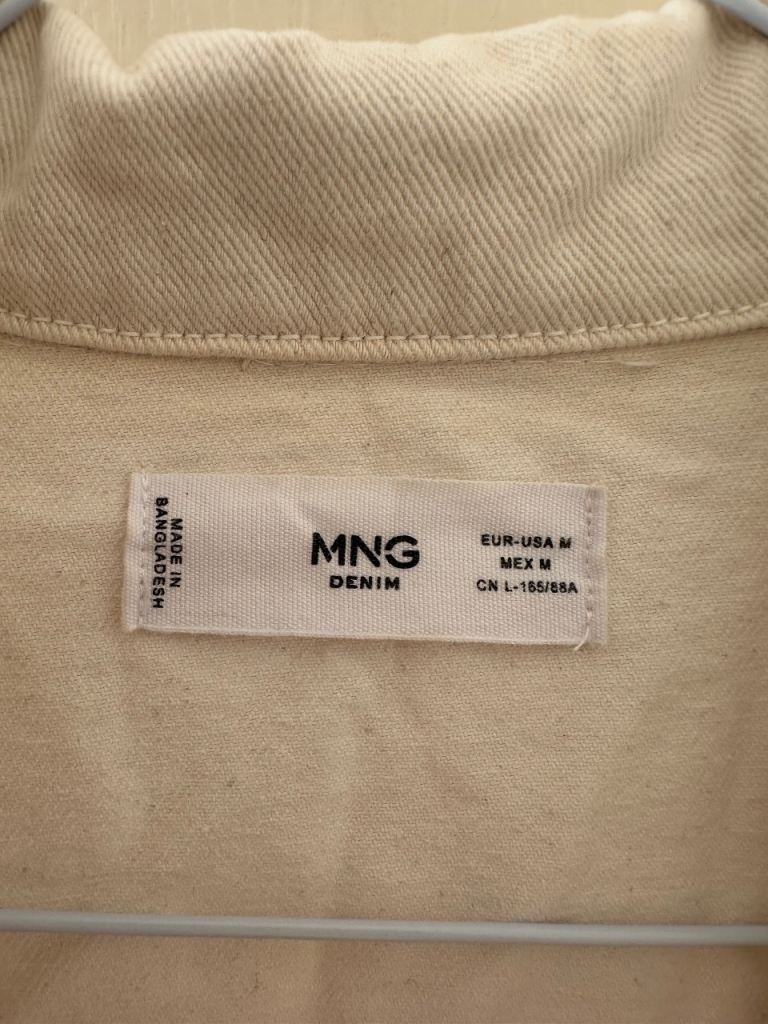 MADE IN
BANGLADESH
MNG
DENIM
EUR-USA M
MEX M
CN L-165/88A